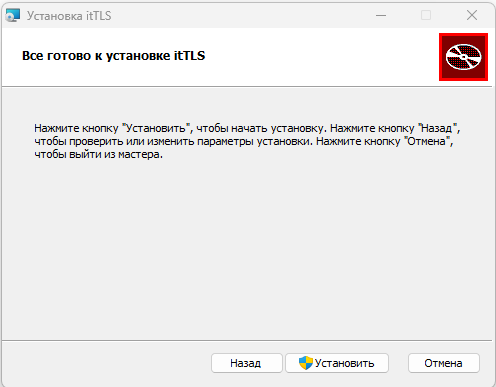 Установка itTLS
Все готово к установке itTLS
Нажмите кнопку "Установить", чтобы начать установку. Нажмите кнопку "Назад",
чтобы проверить или изменить параметры установки. Нажмите кнопку "Отмена",
чтобы выйти из мастера.
Назад
Установить
Отмена